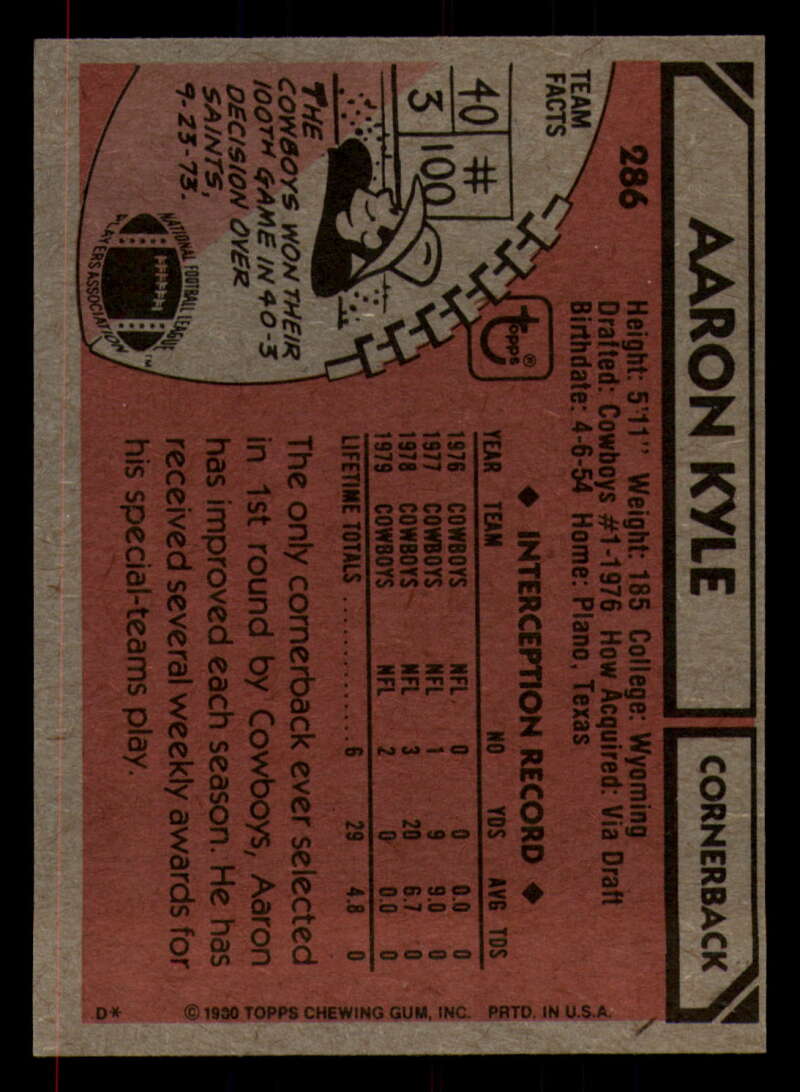 AARON KYLE
CORNERBACK
286
Height: 5'11" Weight: 185 College: Wyoming
Drafted: Cowboys #1-1976 How Acquired: Via Draft
Birthdate: 4-6-54 Home: Plano, Texas
TEAM
FACTS
40
3
#
100
THE
COWBOYS WON THEIR
100TH GAME IN 40-3
DECISION OVER
SAINTS,
9-23-73.
topps®
NATIONAL FOOTBALL LEAGUE
PLAYERS ASSOCIATION
TM
◆ INTERCEPTION RECORD ◆
YEAR TEAM NO YDS AVG TDS
1976 COWBOYS NFL 0 0 0.0 0
1977 COWBOYS NFL 1 9 9.0 0
1978 COWBOYS NFL 3 20 6.7 0
1979 COWBOYS NFL 2 0 0.0 0
LIFETIME TOTALS .......... 6 29 4.8 0
The only cornerback ever selected
in 1st round by Cowboys, Aaron
has improved each season. He has
received several weekly awards for
his special-teams play.
D* © 1980 TOPPS CHEWING GUM, INC. PRTD. IN U.S.A.